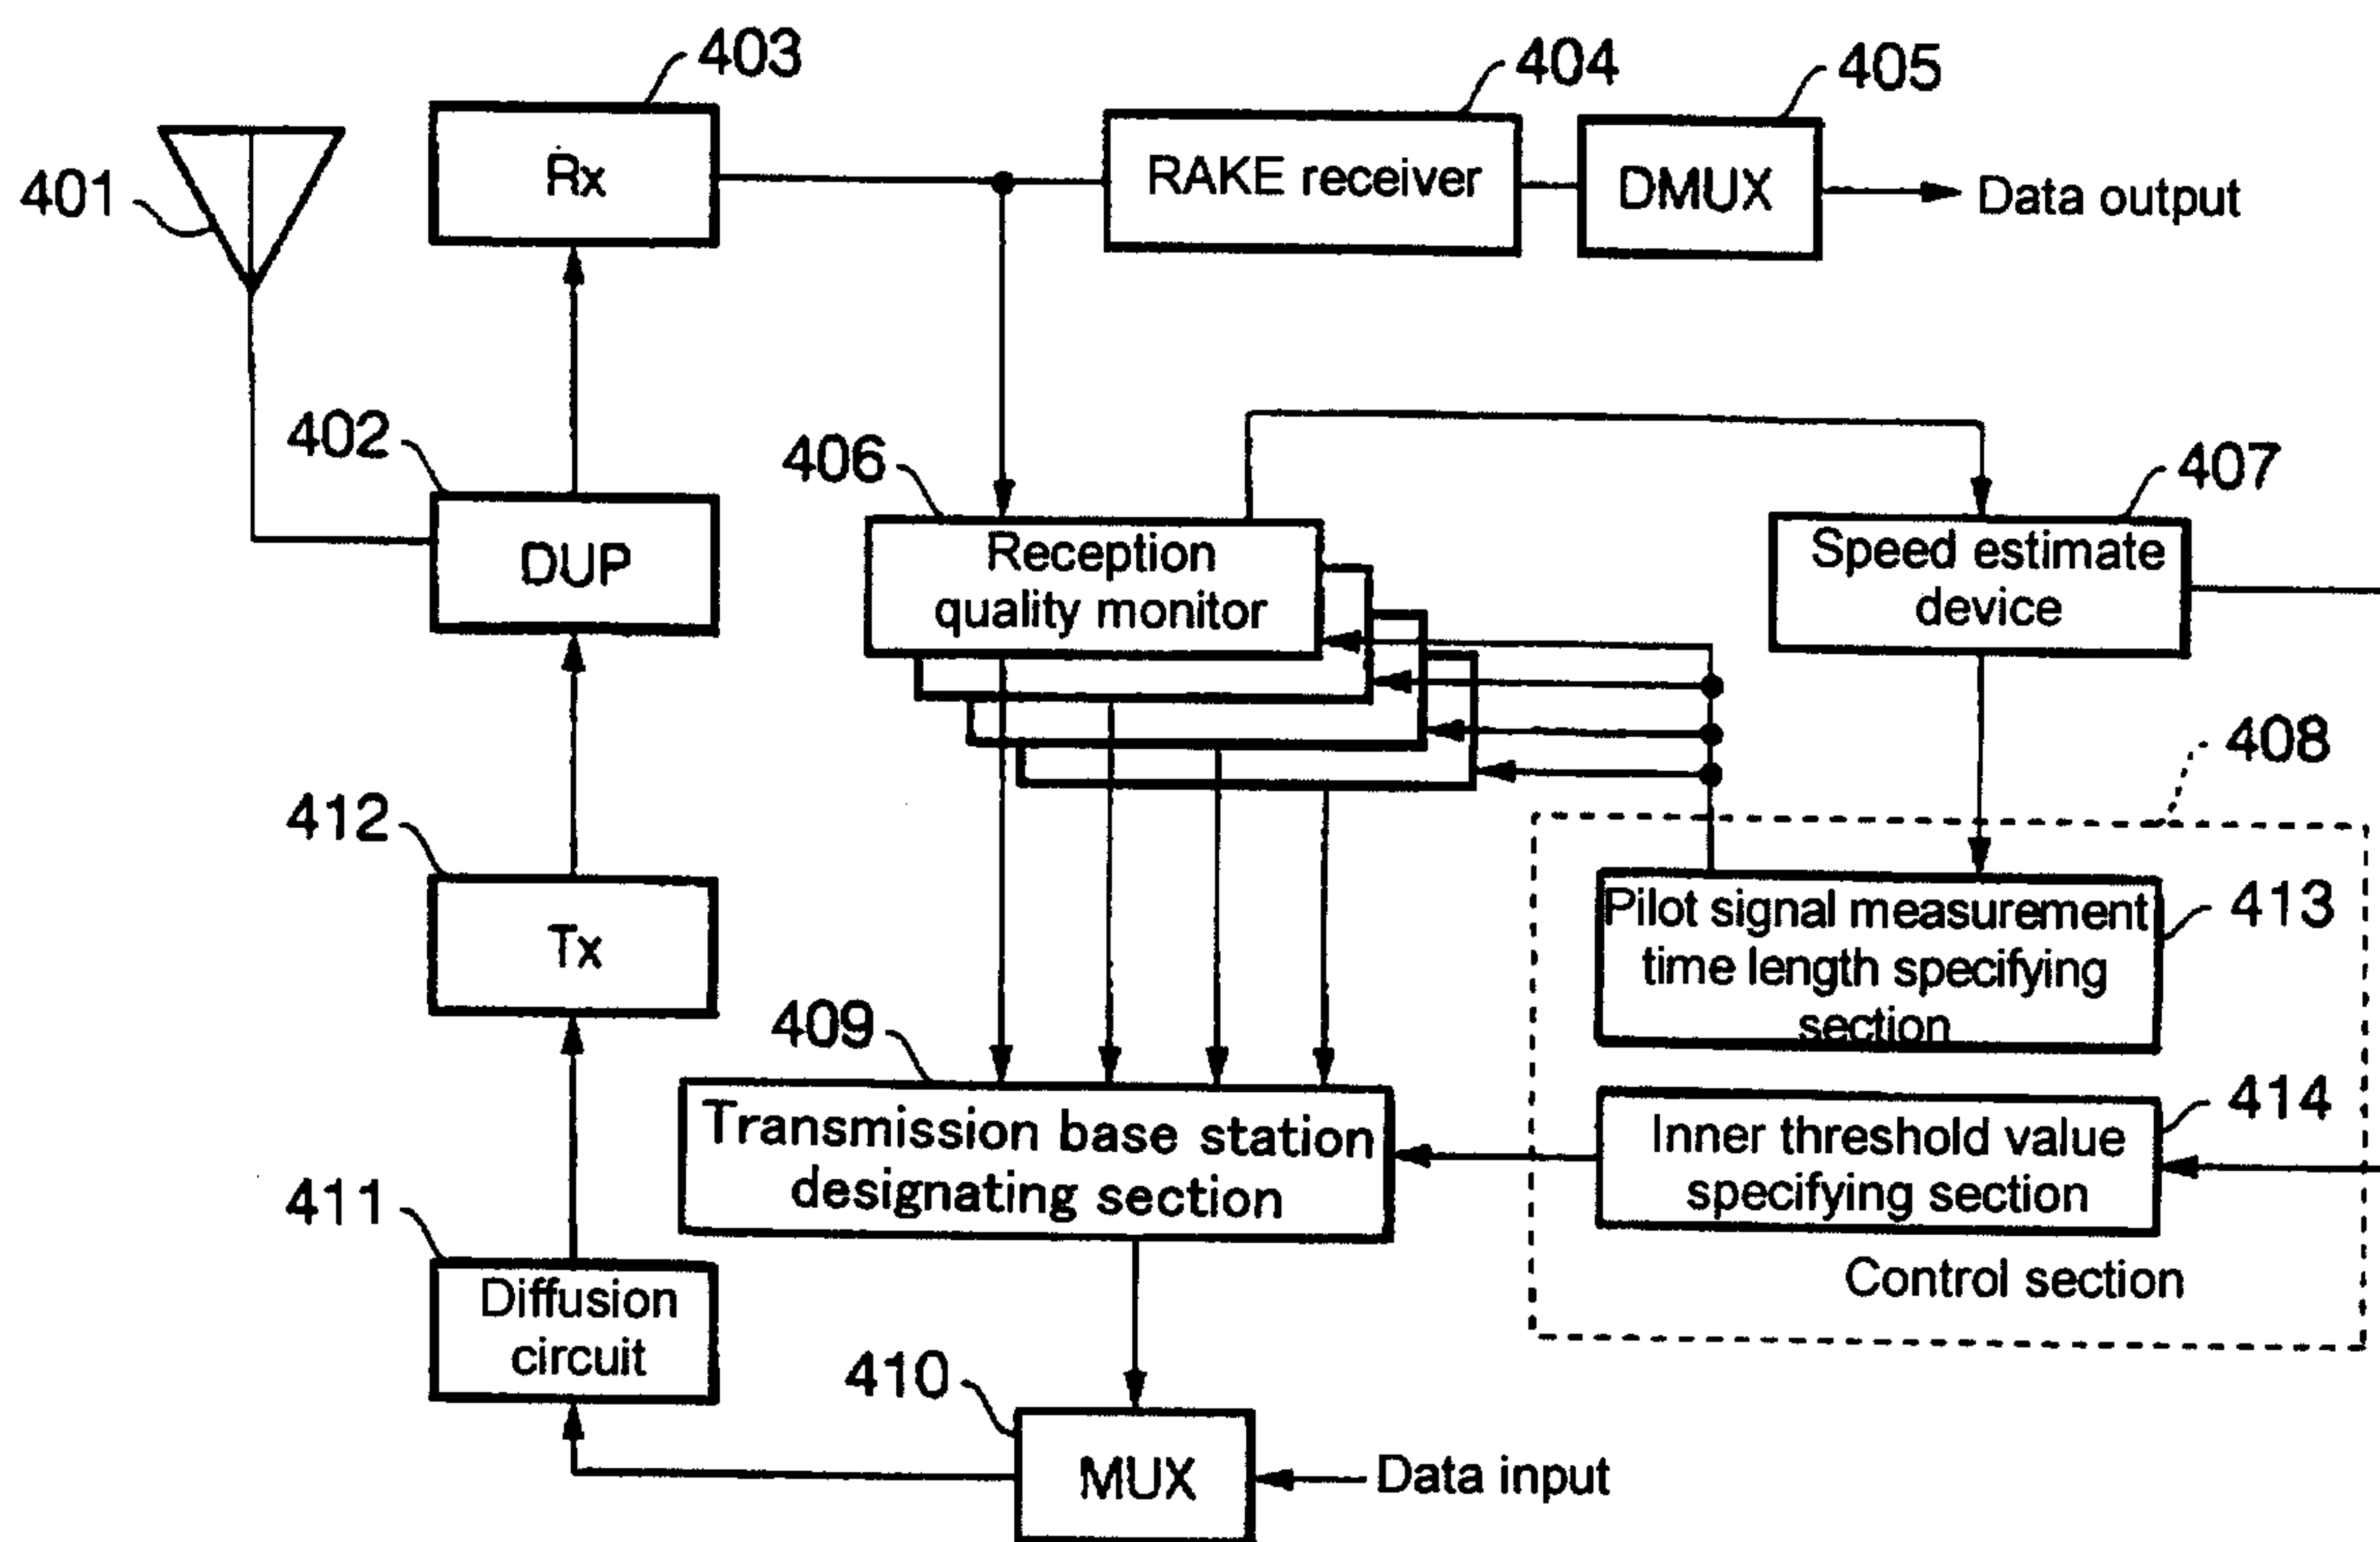 403
404
405
401
Rx
RAKE receiver
DMUX
Data output
402
406
407
DUP
Reception
quality monitor
Speed estimate
device
408
412
Tx
Pilot signal measurement
time length specifying
section
413
409
Transmission base station
designating section
Inner threshold value
specifying section
414
411
Diffusion
circuit
Control section
410
MUX
Data input